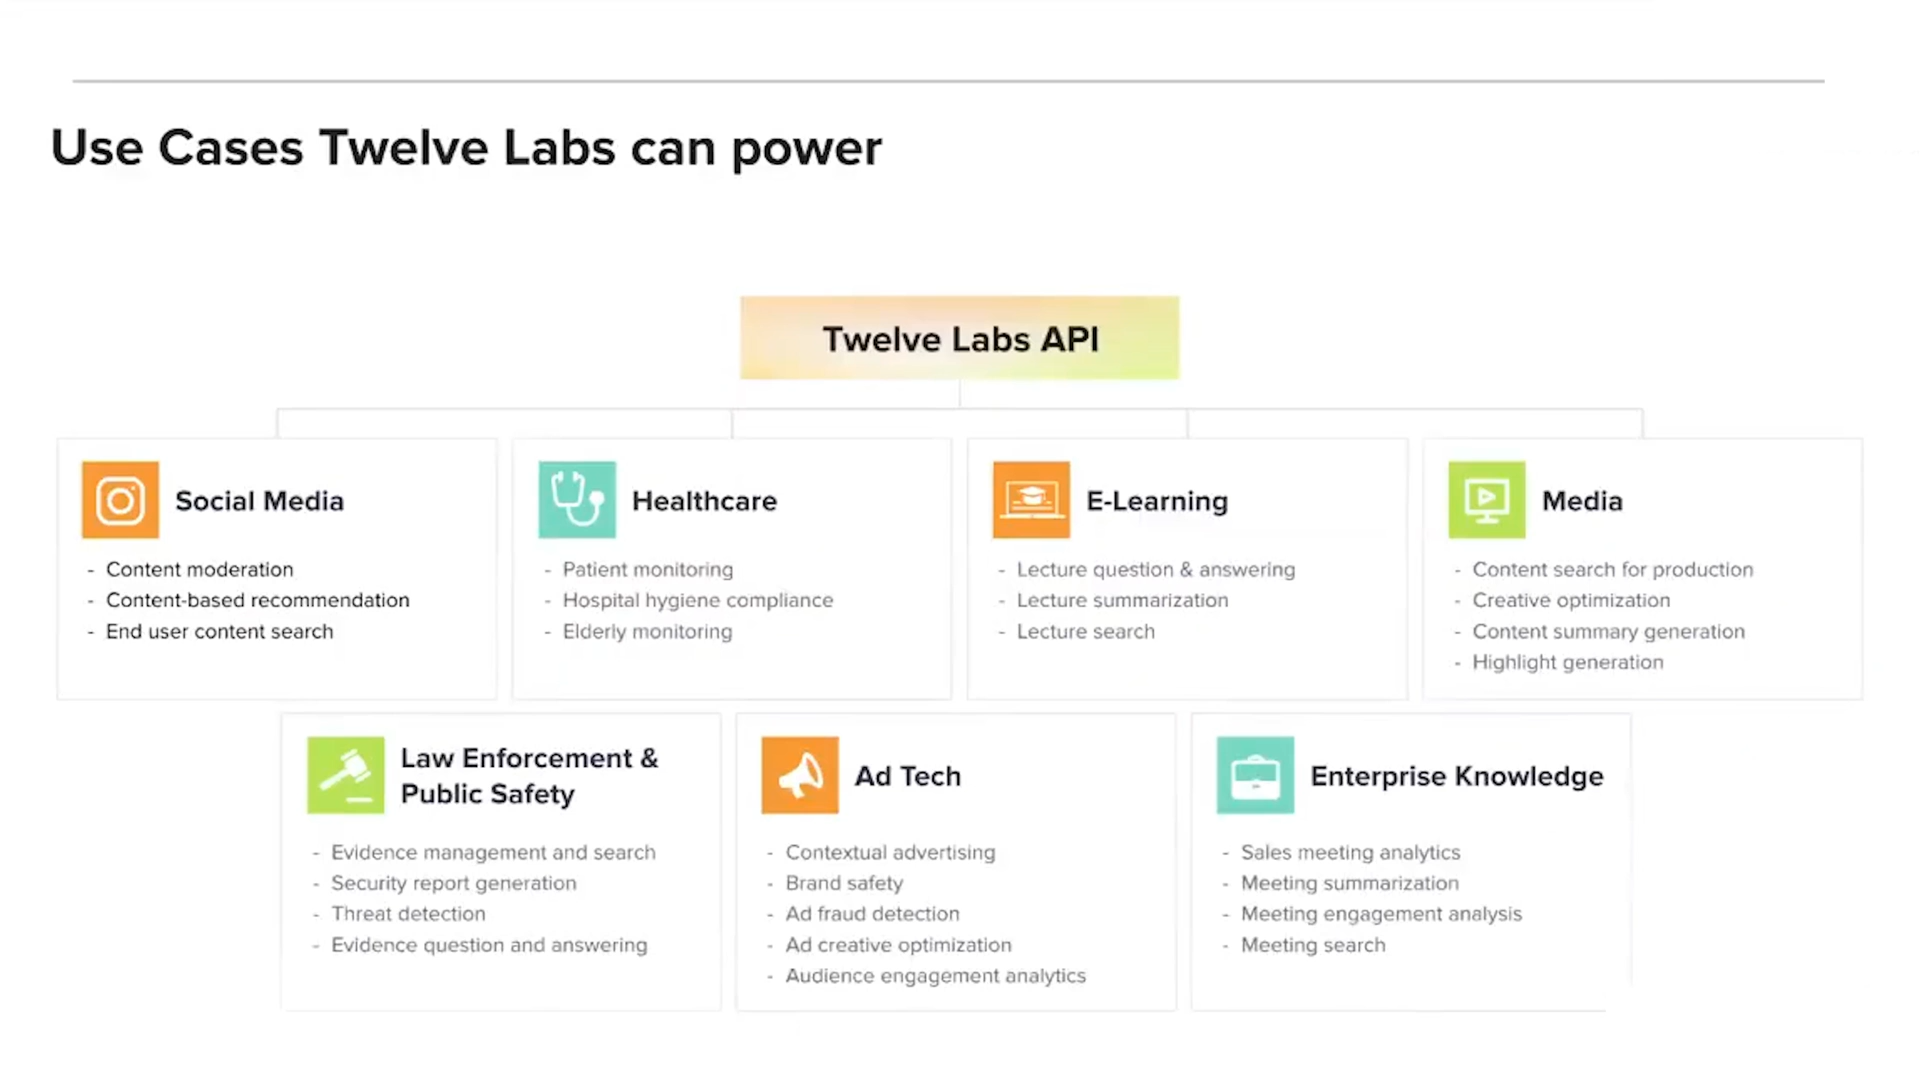 Use Cases Twelve Labs can power
Twelve Labs API
Social Media
- Content moderation
- Content-based recommendation
- End user content search
Healthcare
- Patient monitoring
- Hospital hygiene compliance
- Elderly monitoring
E-Learning
- Lecture question & answering
- Lecture summarization
- Lecture search
Media
- Content search for production
- Creative optimization
- Content summary generation
- Highlight generation
Law Enforcement &
Public Safety
- Evidence management and search
- Security report generation
- Threat detection
- Evidence question and answering
Ad Tech
- Contextual advertising
- Brand safety
- Ad fraud detection
- Ad creative optimization
- Audience engagement analytics
Enterprise Knowledge
- Sales meeting analytics
- Meeting summarization
- Meeting engagement analysis
- Meeting search